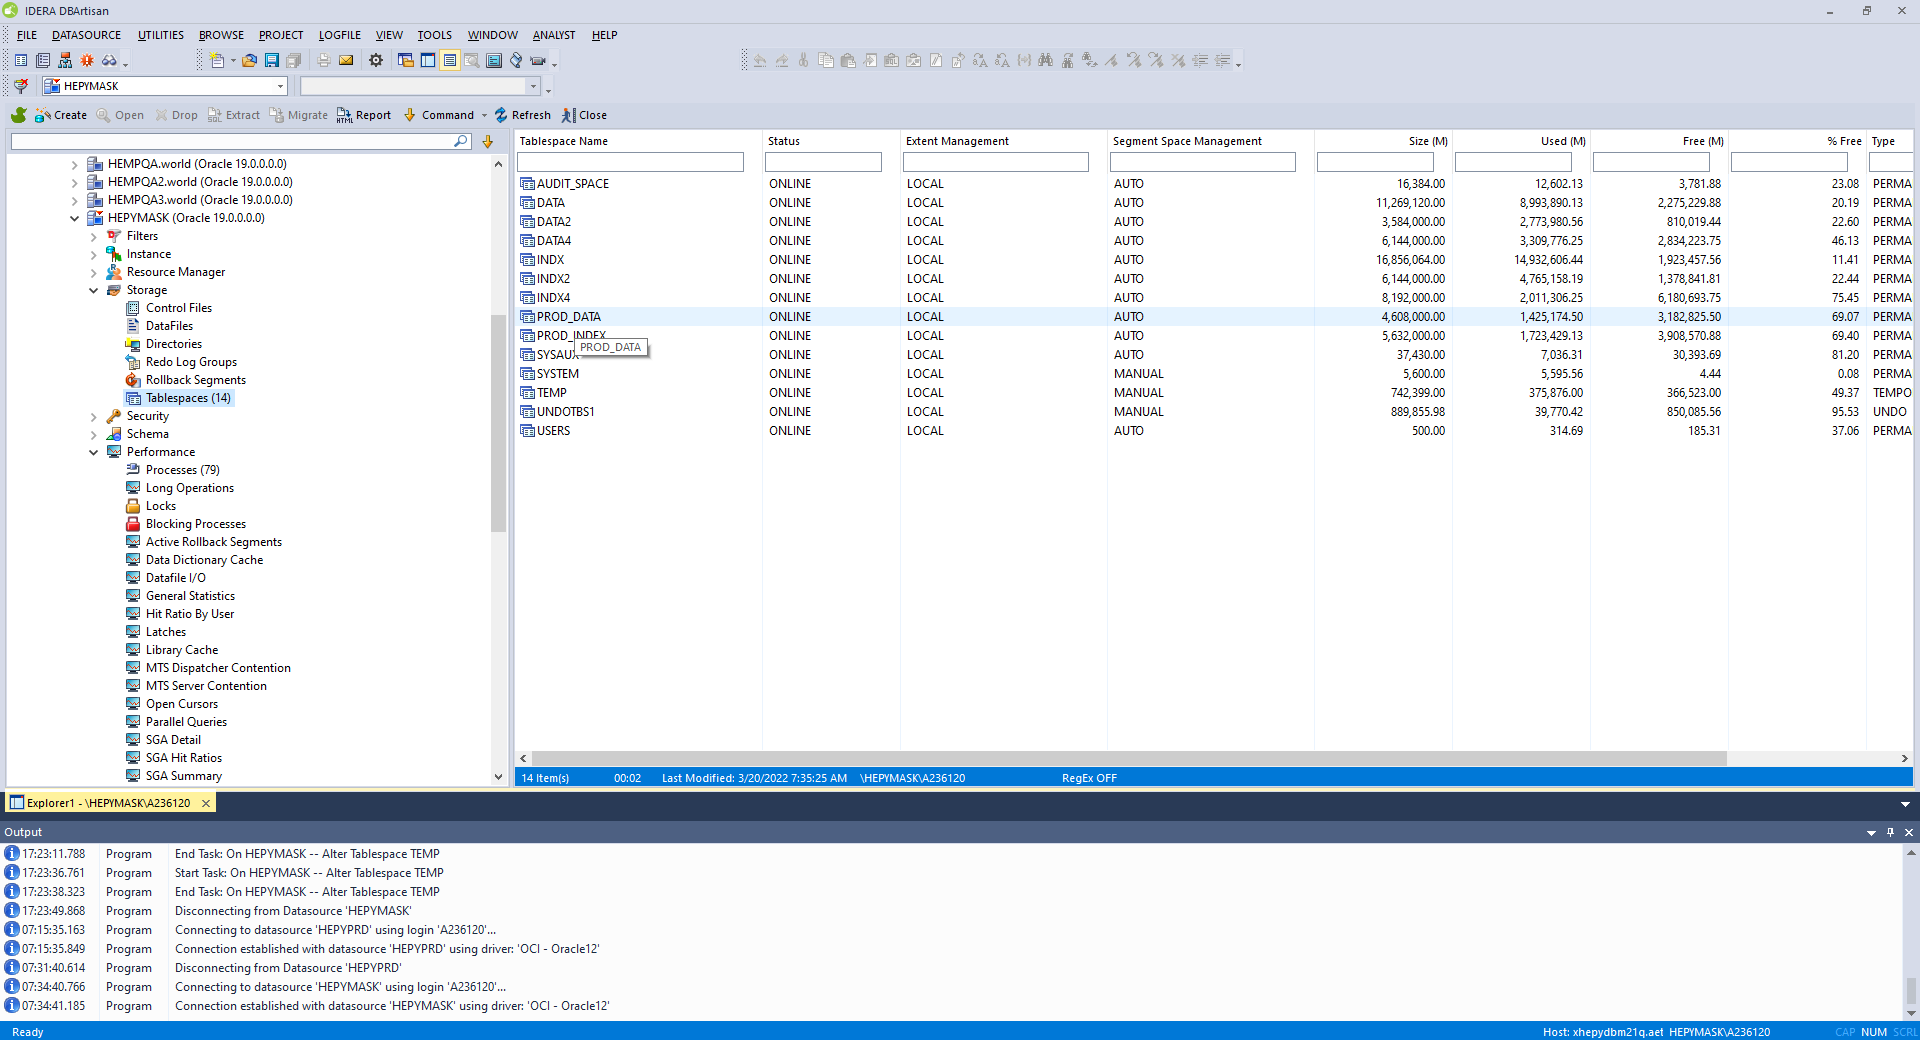 IDERA DBArtisan
FILE DATASOURCE UTILITIES BROWSE PROJECT LOGFILE VIEW TOOLS WINDOW ANALYST HELP
HEPYMASK
Create Open Drop Extract Migrate Report Command Refresh Close
HEMPQA.world (Oracle 19.0.0.0.0)
HEMPQA2.world (Oracle 19.0.0.0.0)
HEMPQA3.world (Oracle 19.0.0.0.0)
HEPYMASK (Oracle 19.0.0.0.0)
Filters
Instance
Resource Manager
Storage
Control Files
DataFiles
Directories
Redo Log Groups
Rollback Segments
Tablespaces (14)
Security
Schema
Performance
Processes (79)
Long Operations
Locks
Blocking Processes
Active Rollback Segments
Data Dictionary Cache
Datafile I/O
General Statistics
Hit Ratio By User
Latches
Library Cache
MTS Dispatcher Contention
MTS Server Contention
Open Cursors
Parallel Queries
SGA Detail
SGA Hit Ratios
SGA Summary
Tablespace Name Status Extent Management Segment Space Management Size (M) Used (M) Free (M) % Free Type
AUDIT_SPACE ONLINE LOCAL AUTO 16,384.00 12,602.13 3,781.88 23.08 PERMA
DATA ONLINE LOCAL AUTO 11,269,120.00 8,993,890.13 2,275,229.88 20.19 PERMA
DATA2 ONLINE LOCAL AUTO 3,584,000.00 2,773,980.56 810,019.44 22.60 PERMA
DATA4 ONLINE LOCAL AUTO 6,144,000.00 3,309,776.25 2,834,223.75 46.13 PERMA
INDX ONLINE LOCAL AUTO 16,856,064.00 14,932,606.44 1,923,457.56 11.41 PERMA
INDX2 ONLINE LOCAL AUTO 6,144,000.00 4,765,158.19 1,378,841.81 22.44 PERMA
INDX4 ONLINE LOCAL AUTO 8,192,000.00 2,011,306.25 6,180,693.75 75.45 PERMA
PROD_DATA ONLINE LOCAL AUTO 4,608,000.00 1,425,174.50 3,182,825.50 69.07 PERMA
PROD_INDEX ONLINE LOCAL AUTO 5,632,000.00 1,723,429.13 3,908,570.88 69.40 PERMA
PROD_DATA
SYSAUX ONLINE LOCAL AUTO 37,430.00 7,036.31 30,393.69 81.20 PERMA
SYSTEM ONLINE LOCAL MANUAL 5,600.00 5,595.56 4.44 0.08 PERMA
TEMP ONLINE LOCAL MANUAL 742,399.00 375,876.00 366,523.00 49.37 TEMPO
UNDOTBS1 ONLINE LOCAL MANUAL 889,855.98 39,770.42 850,085.56 95.53 UNDO
USERS ONLINE LOCAL AUTO 500.00 314.69 185.31 37.06 PERMA
14 Item(s) 00:02 Last Modified: 3/20/2022 7:35:25 AM \HEPYMASK\A236120 RegEx OFF
Explorer1 - \HEPYMASK\A236120
Output
17:23:11.788 Program End Task: On HEPYMASK -- Alter Tablespace TEMP
17:23:36.761 Program Start Task: On HEPYMASK -- Alter Tablespace TEMP
17:23:38.323 Program End Task: On HEPYMASK -- Alter Tablespace TEMP
17:23:49.868 Program Disconnecting from Datasource 'HEPYMASK'
07:15:35.163 Program Connecting to datasource 'HEPYPRD' using login 'A236120'...
07:15:35.849 Program Connection established with datasource 'HEPYPRD' using driver: 'OCI - Oracle12'
07:31:40.614 Program Disconnecting from Datasource 'HEPYPRD'
07:34:40.766 Program Connecting to datasource 'HEPYMASK' using login 'A236120'...
07:34:41.185 Program Connection established with datasource 'HEPYMASK' using driver: 'OCI - Oracle12'
Ready Host: xhepydbm21q.aet HEPYMASK\A236120 CAP NUM SCRL